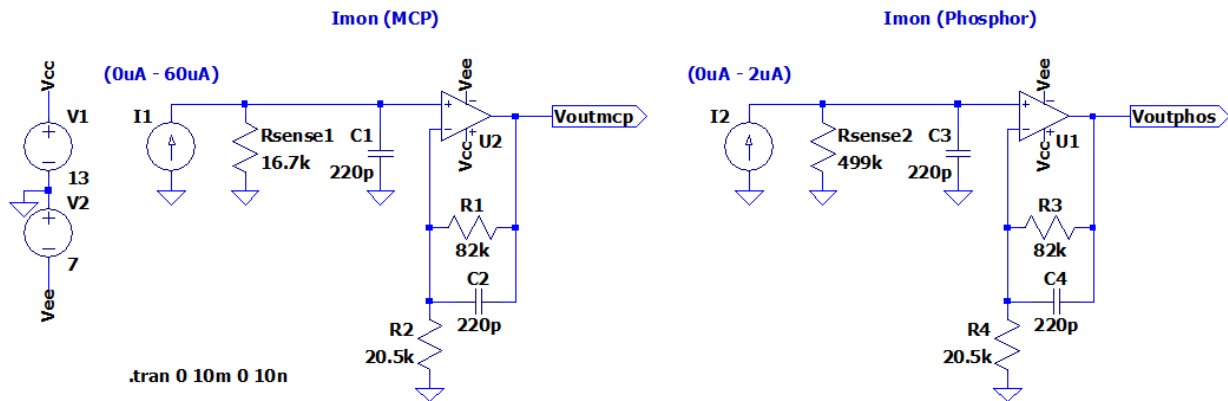 Imon (MCP)
Imon (Phosphor)
(0uA - 60uA)
(0uA - 2uA)
Vcc
V1
13
V2
7
Vee
I1
Rsense1
16.7k
C1
220p
Vee
+
−
Vcc
+
−
U2
Voutmcp
R1
82k
C2
220p
R2
20.5k
I2
Rsense2
499k
C3
220p
Vee
+
−
Vcc
+
−
U1
Voutphos
R3
82k
C4
220p
R4
20.5k
.tran 0 10m 0 10n